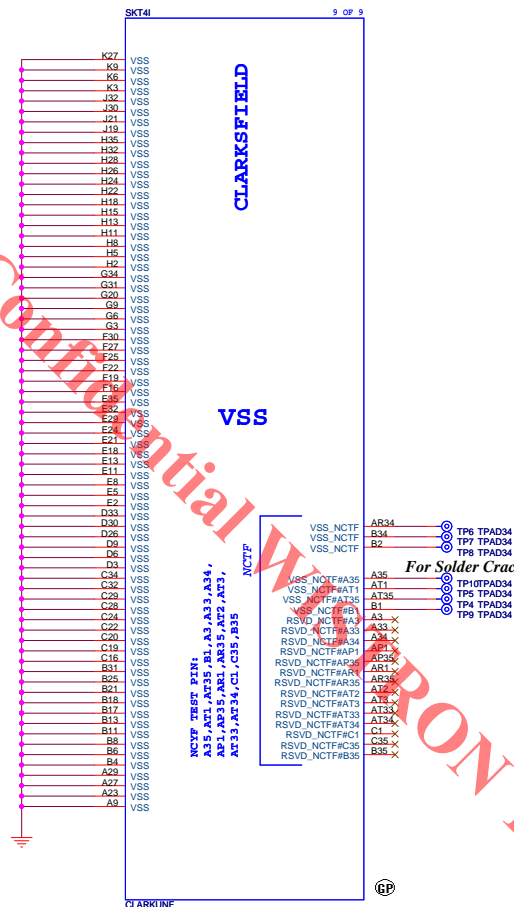 SKT4I
9 OF 9
CLARKSFIELD
VSS
K27 VSS
K9 VSS
K6 VSS
K3 VSS
J32 VSS
J30 VSS
J21 VSS
J19 VSS
H35 VSS
H32 VSS
H28 VSS
H26 VSS
H24 VSS
H22 VSS
H18 VSS
H15 VSS
H13 VSS
H11 VSS
H8 VSS
H5 VSS
H2 VSS
G34 VSS
G31 VSS
G20 VSS
G9 VSS
G6 VSS
G3 VSS
F30 VSS
F27 VSS
F25 VSS
F22 VSS
F19 VSS
F16 VSS
E35 VSS
E32 VSS
E29 VSS
E24 VSS
E21 VSS
E18 VSS
E13 VSS
E11 VSS
E8 VSS
E5 VSS
E2 VSS
D33 VSS
D30 VSS
D26 VSS
D9 VSS
D6 VSS
D3 VSS
C34 VSS
C32 VSS
C29 VSS
C28 VSS
C24 VSS
C22 VSS
C20 VSS
C19 VSS
C16 VSS
B31 VSS
B25 VSS
B21 VSS
B18 VSS
B17 VSS
B13 VSS
B11 VSS
B8 VSS
B6 VSS
B4 VSS
A29 VSS
A27 VSS
A23 VSS
A9 VSS
NCTF
NCYF TEST PIN:
A35,AT1,AT35,B1,A3,A33,A34,
AP1,AP35,AR1,AR35,AT2,AT3,
AT33,AT34,C1,C35,B35
VSS_NCTF AR34 TP6 TPAD34
VSS_NCTF B34 TP7 TPAD34
VSS_NCTF B2 TP8 TPAD34
For Solder Crac
VSS_NCTF#A35 A35 TP10TPAD34
VSS_NCTF#AT1 AT1 TP5 TPAD34
VSS_NCTF#AT35 AT35 TP4 TPAD34
VSS_NCTF#B1 B1 TP9 TPAD34
RSVD_NCTF#A3 A3
RSVD_NCTF#A33 A33
RSVD_NCTF#A34 A34
RSVD_NCTF#AP1 AP1
RSVD_NCTF#AP35 AP35
RSVD_NCTF#AR1 AR1
RSVD_NCTF#AR35 AR35
RSVD_NCTF#AT2 AT2
RSVD_NCTF#AT3 AT3
RSVD_NCTF#AT33 AT33
RSVD_NCTF#AT34 AT34
RSVD_NCTF#C1 C1
RSVD_NCTF#C35 C35
RSVD_NCTF#B35 B35
GP
Confidential WISTRON